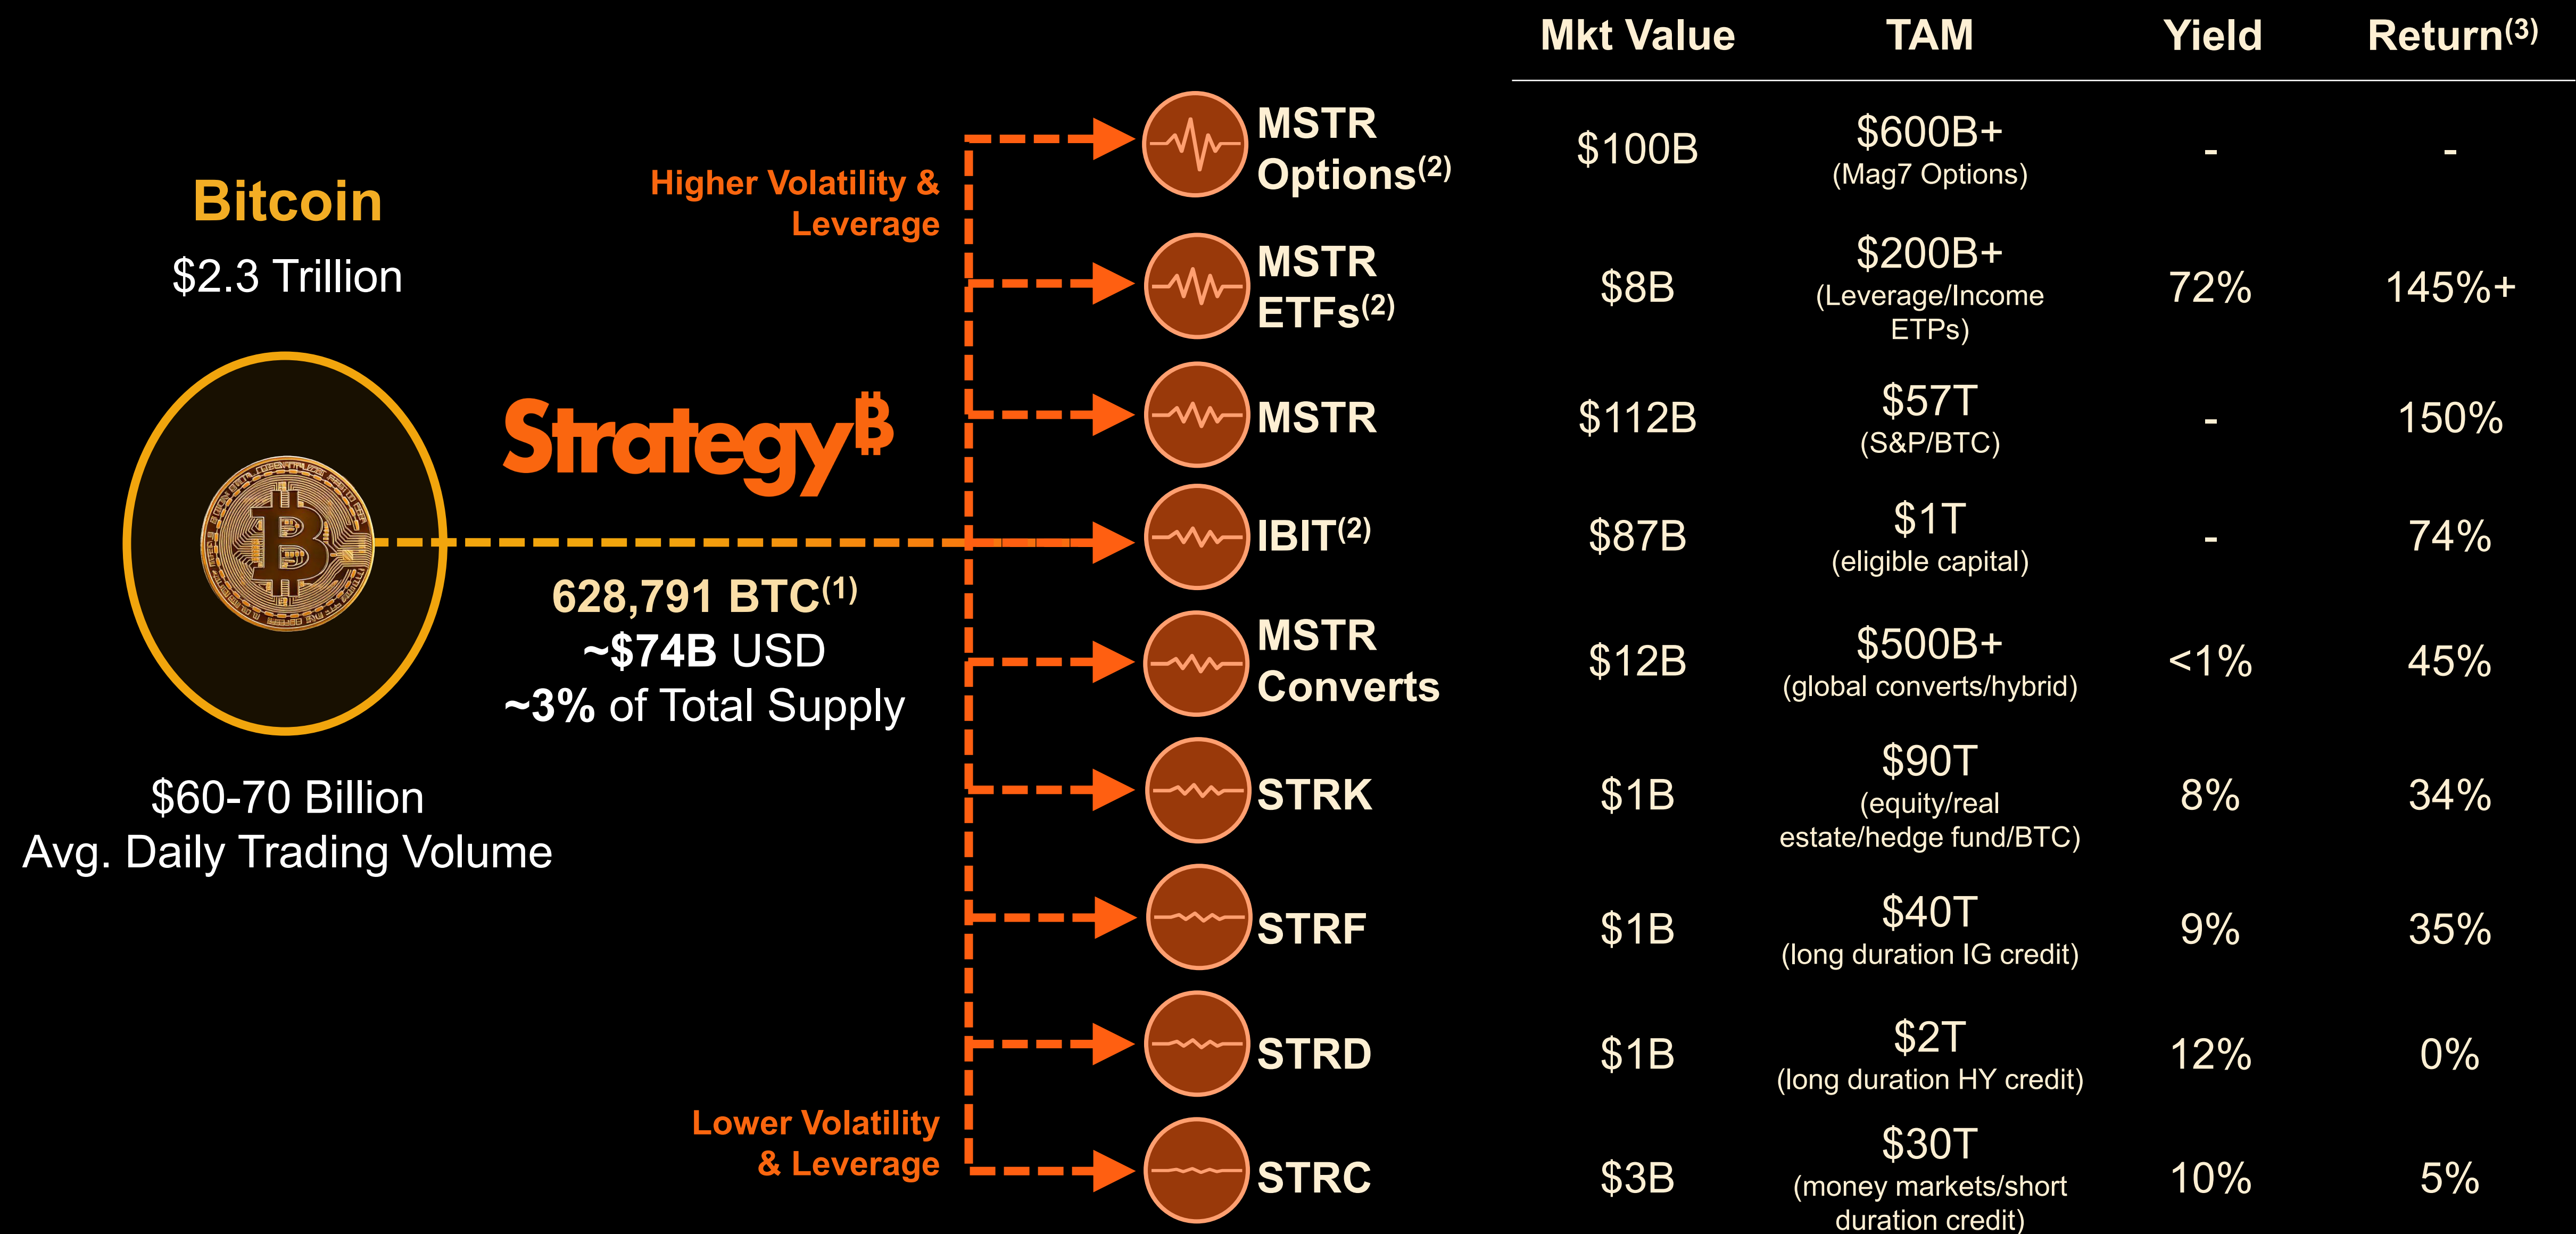 Mkt Value TAM Yield Return(3)
Bitcoin
$2.3 Trillion
$60-70 Billion
Avg. Daily Trading Volume
Strategy₿
628,791 BTC(1)
~$74B USD
~3% of Total Supply
Higher Volatility &
Leverage
Lower Volatility
& Leverage
MSTR
Options(2)
$100B
$600B+
(Mag7 Options)
-
-
MSTR
ETFs(2)
$8B
$200B+
(Leverage/Income
ETPs)
72%
145%+
MSTR
$112B
$57T
(S&P/BTC)
-
150%
IBIT(2)
$87B
$1T
(eligible capital)
-
74%
MSTR
Converts
$12B
$500B+
(global converts/hybrid)
<1%
45%
STRK
$1B
$90T
(equity/real
estate/hedge fund/BTC)
8%
34%
STRF
$1B
$40T
(long duration IG credit)
9%
35%
STRD
$1B
$2T
(long duration HY credit)
12%
0%
STRC
$3B
$30T
(money markets/short
duration credit)
10%
5%